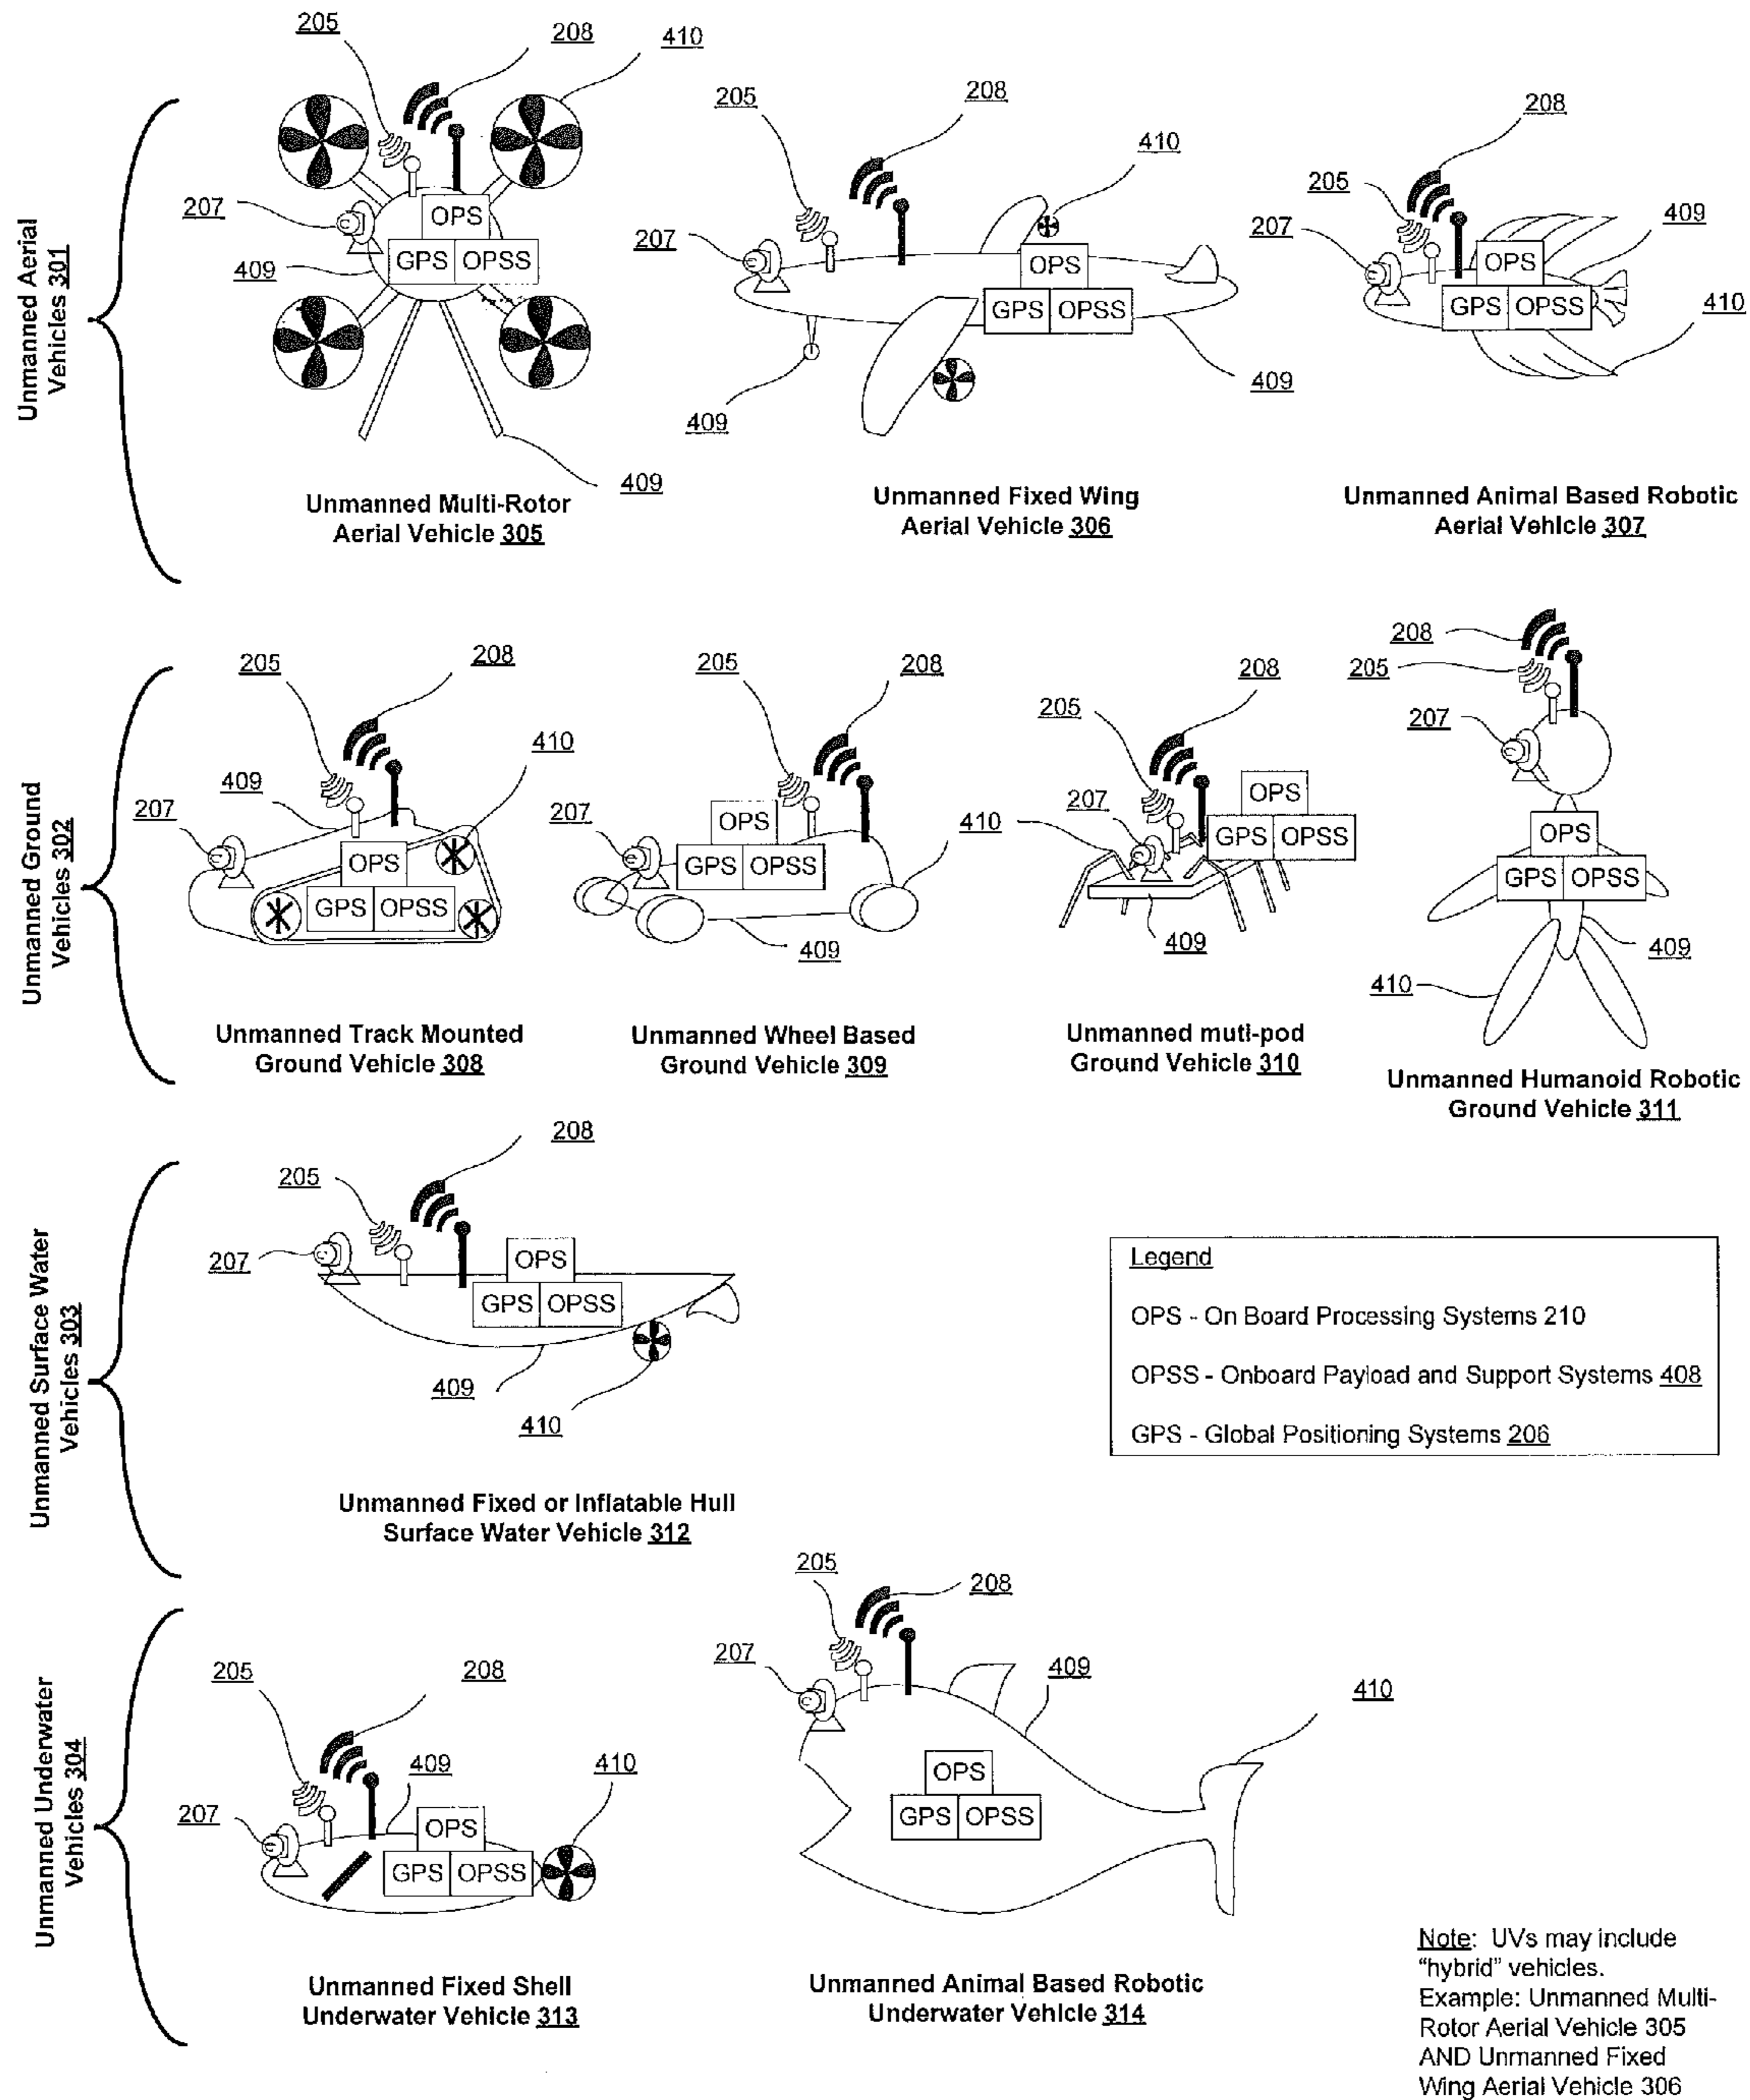 205
208
410
207
OPS
GPS OPSS
409
409
Unmanned Multi-Rotor
Aerial Vehicle 305
205
208
410
207
OPS
GPS OPSS
409
409
Unmanned Fixed Wing
Aerial Vehicle 306
208
205
409
207
OPS
GPS OPSS
410
Unmanned Animal Based Robotic
Aerial Vehicle 307
Unmanned Aerial
Vehicles 301
205
208
410
409
207
OPS
GPS OPSS
Unmanned Track Mounted
Ground Vehicle 308
205
208
207
OPS
GPS OPSS
410
409
Unmanned Wheel Based
Ground Vehicle 309
208
205
207
OPS
GPS OPSS
409
Unmanned muti-pod
Ground Vehicle 310
208
205
207
OPS
GPS OPSS
409
410
Unmanned Humanoid Robotic
Ground Vehicle 311
Unmanned Ground
Vehicles 302
208
205
207
OPS
GPS OPSS
409
410
Unmanned Fixed or Inflatable Hull
Surface Water Vehicle 312
Unmanned Surface Water
Vehicles 303
Legend
OPS - On Board Processing Systems 210
OPSS - Onboard Payload and Support Systems 408
GPS - Global Positioning Systems 206
205
208
409
410
207
OPS
GPS OPSS
Unmanned Fixed Shell
Underwater Vehicle 313
205
208
207
409
410
OPS
GPS OPSS
Unmanned Animal Based Robotic
Underwater Vehicle 314
Unmanned Underwater
Vehicles 304
Note: UVs may include
“hybrid” vehicles.
Example: Unmanned Multi-
Rotor Aerial Vehicle 305
AND Unmanned Fixed
Wing Aerial Vehicle 306